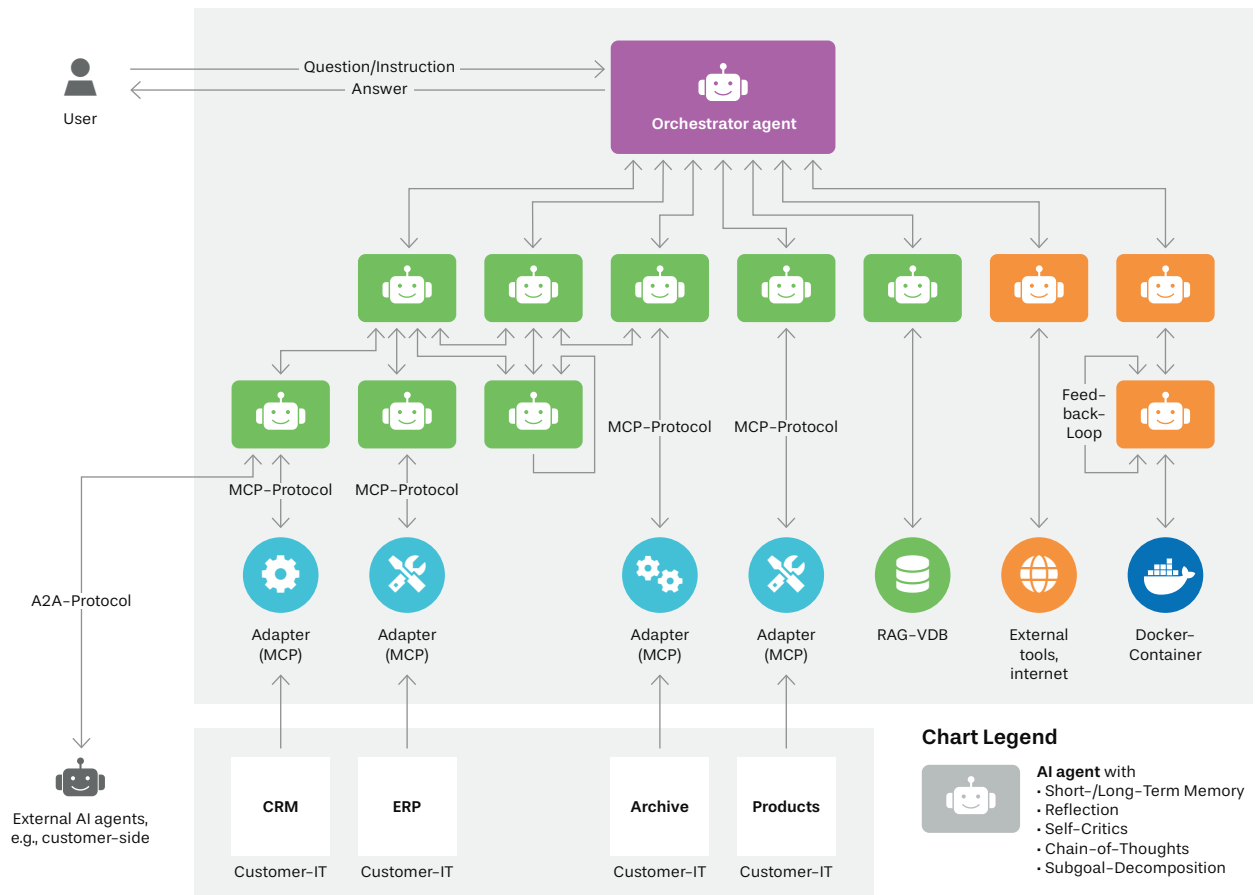 Question/Instruction
Answer
User
Orchestrator agent
Feed-
back-
Loop
MCP-Protocol
MCP-Protocol
MCP-Protocol
MCP-Protocol
A2A-Protocol
Adapter
(MCP)
Adapter
(MCP)
Adapter
(MCP)
Adapter
(MCP)
RAG-VDB
External
tools,
internet
Docker-
Container
External AI agents,
e.g., customer-side
CRM
ERP
Archive
Products
Customer-IT
Customer-IT
Customer-IT
Customer-IT
Chart Legend
AI agent with
• Short-/Long-Term Memory
• Reflection
• Self-Critics
• Chain-of-Thoughts
• Subgoal-Decomposition